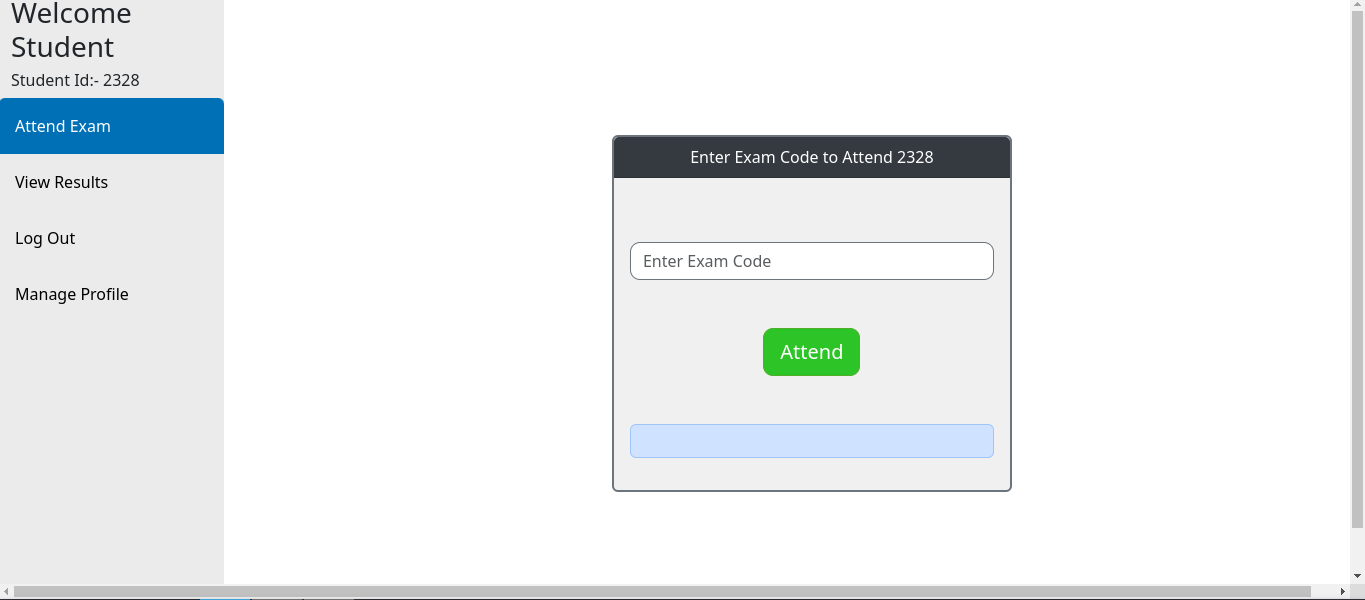 Welcome
Student
Student Id:- 2328
Attend Exam
View Results
Log Out
Manage Profile
Enter Exam Code to Attend 2328
Enter Exam Code
Attend